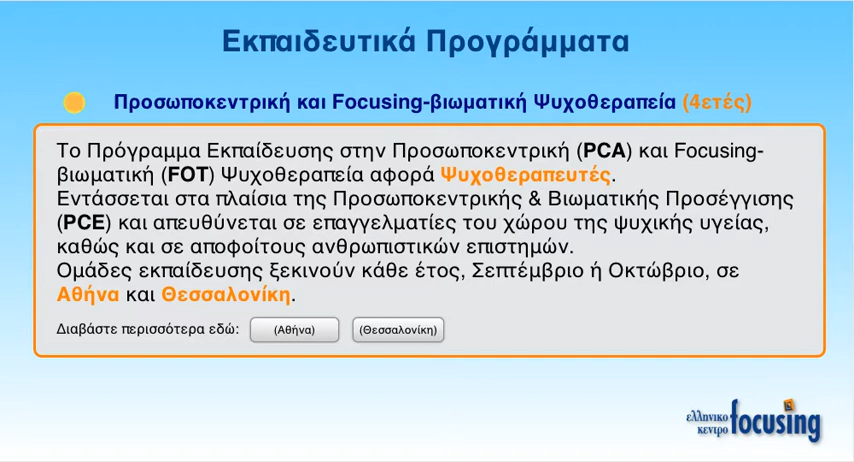 Εκπαιδευτικά Προγράμματα
Προσωποκεντρική και Focusing-βιωματική Ψυχοθεραπεία (4ετές)
Το Πρόγραμμα Εκπαίδευσης στην Προσωποκεντρική (PCA) και Focusing-
βιωματική (FOT) Ψυχοθεραπεία αφορά Ψυχοθεραπευτές.
Εντάσσεται στα πλαίσια της Προσωποκεντρικής & Βιωματικής Προσέγγισης
(PCE) και απευθύνεται σε επαγγελματίες του χώρου της ψυχικής υγείας,
καθώς και σε αποφοίτους ανθρωπιστικών επιστημών.
Ομάδες εκπαίδευσης ξεκινούν κάθε έτος, Σεπτέμβριο ή Οκτώβριο, σε
Αθήνα και Θεσσαλονίκη.
Διαβάστε περισσότερα εδώ: (Αθήνα) (Θεσσαλονίκη)
ελληνικο
κεντρο focusing